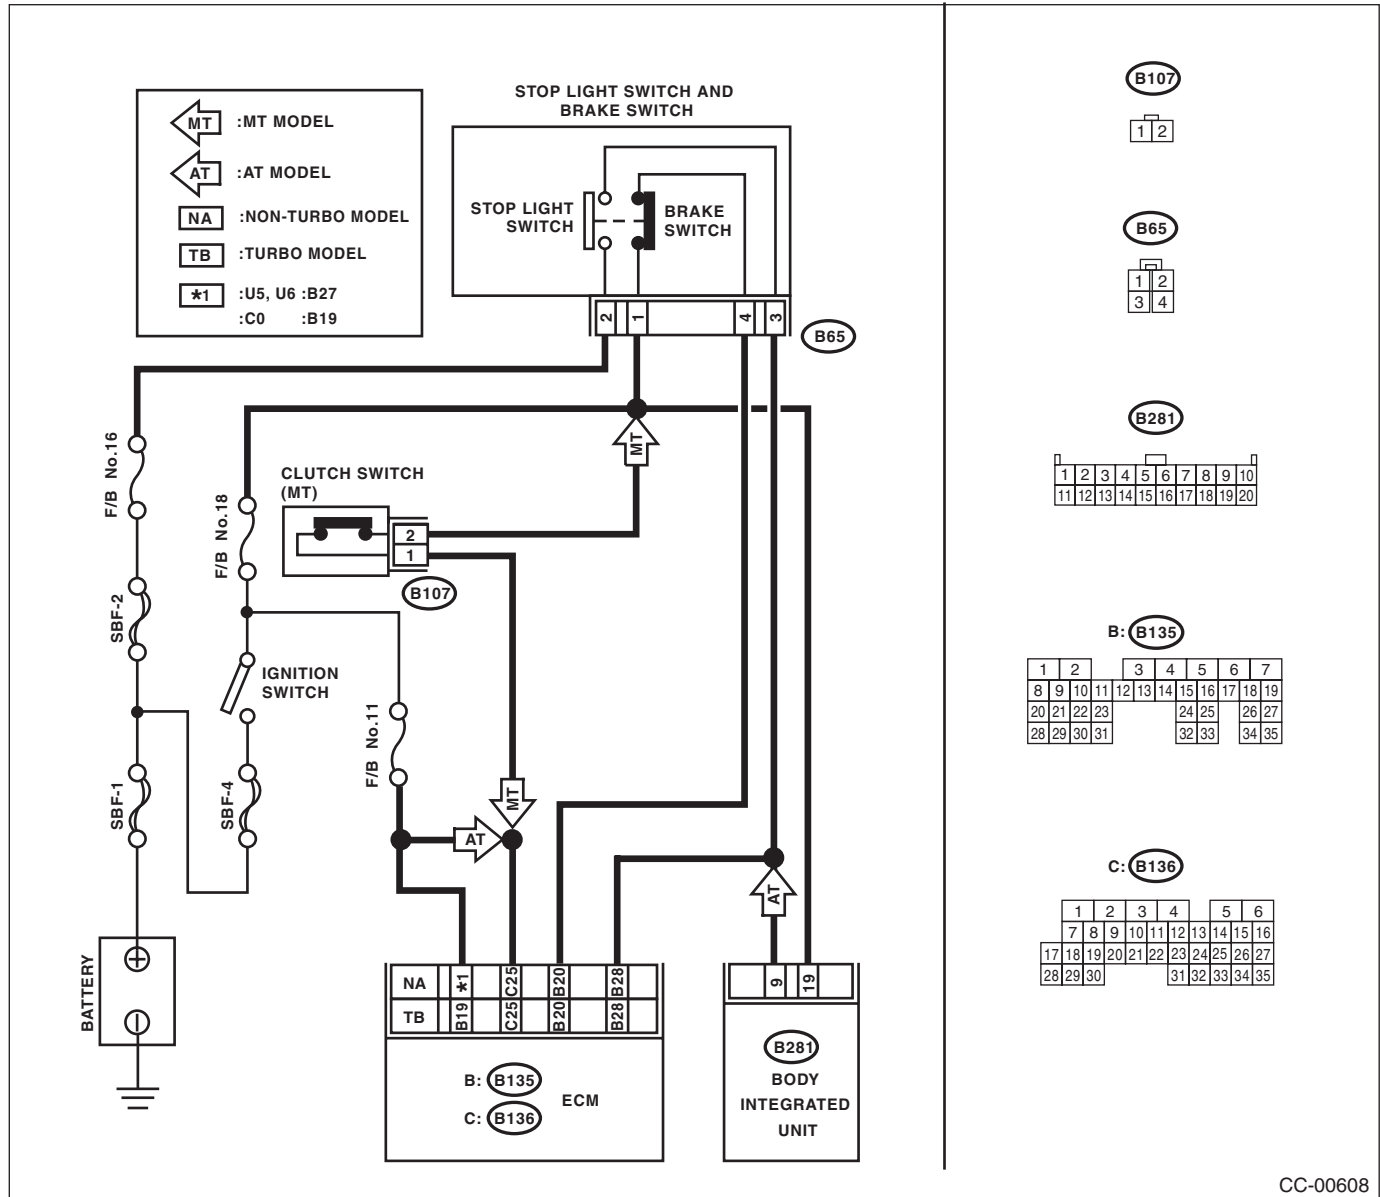 STOP LIGHT SWITCH AND
BRAKE SWITCH
MT :MT MODEL
AT :AT MODEL
NA :NON-TURBO MODEL
TB :TURBO MODEL
*1 :U5, U6 :B27
:C0 :B19
STOP LIGHT
SWITCH
BRAKE
SWITCH
2 1 4 3
B65
MT
F/B No.16
F/B No.18
CLUTCH SWITCH
(MT)
2
1
B107
SBF-2
IGNITION
SWITCH
F/B No.11
SBF-1
SBF-4
MT
AT
AT
BATTERY
NA *1 C25 B20 B28
TB B19 C25 B20 B28
B: B135
C: B136
ECM
9 19
B281
BODY
INTEGRATED
UNIT
B107
1 2
B65
1 2
3 4
B281
1 2 3 4 5 6 7 8 9 10
11 12 13 14 15 16 17 18 19 20
B: B135
1 2 3 4 5 6 7
8 9 10 11 12 13 14 15 16 17 18 19
20 21 22 23 24 25 26 27
28 29 30 31 32 33 34 35
C: B136
1 2 3 4 5 6
7 8 9 10 11 12 13 14 15 16
17 18 19 20 21 22 23 24 25 26 27
28 29 30 31 32 33 34 35
CC-00608